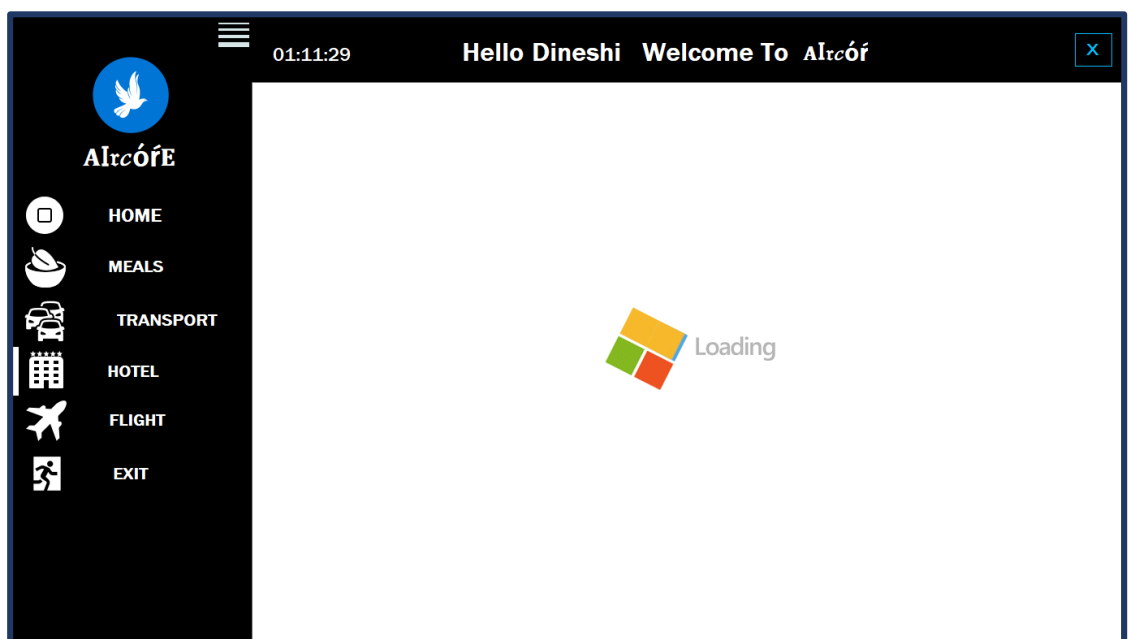 01:11:29 Hello Dineshi Welcome To AIrcóŕ X
AIrcóŕE
HOME
MEALS
TRANSPORT
HOTEL
FLIGHT
EXIT
Loading